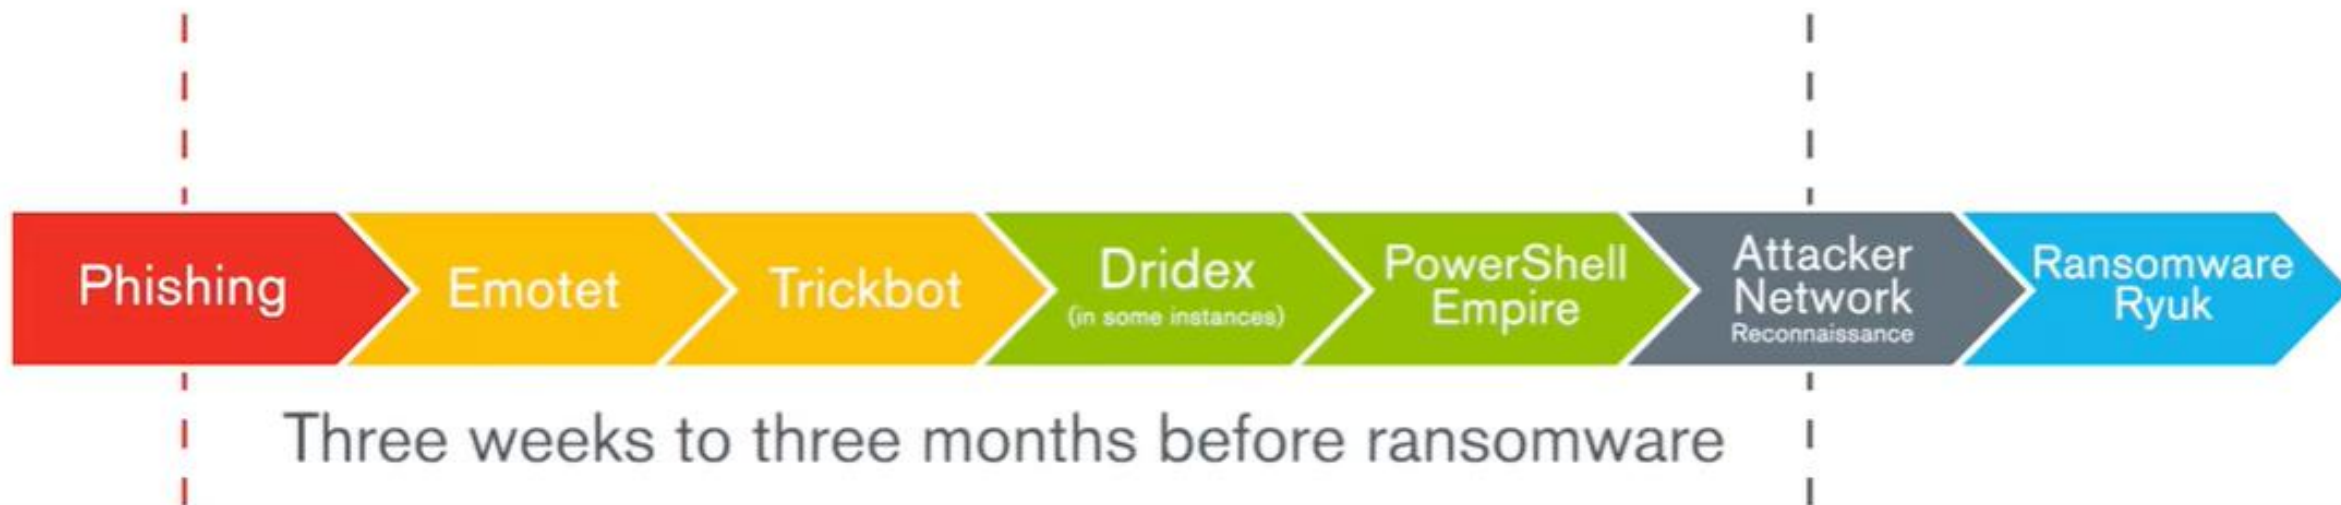 Phishing
Emotet
Trickbot
Dridex
(in some instances)
PowerShell
Empire
Attacker
Network
Reconnaissance
Ransomware
Ryuk
Three weeks to three months before ransomware